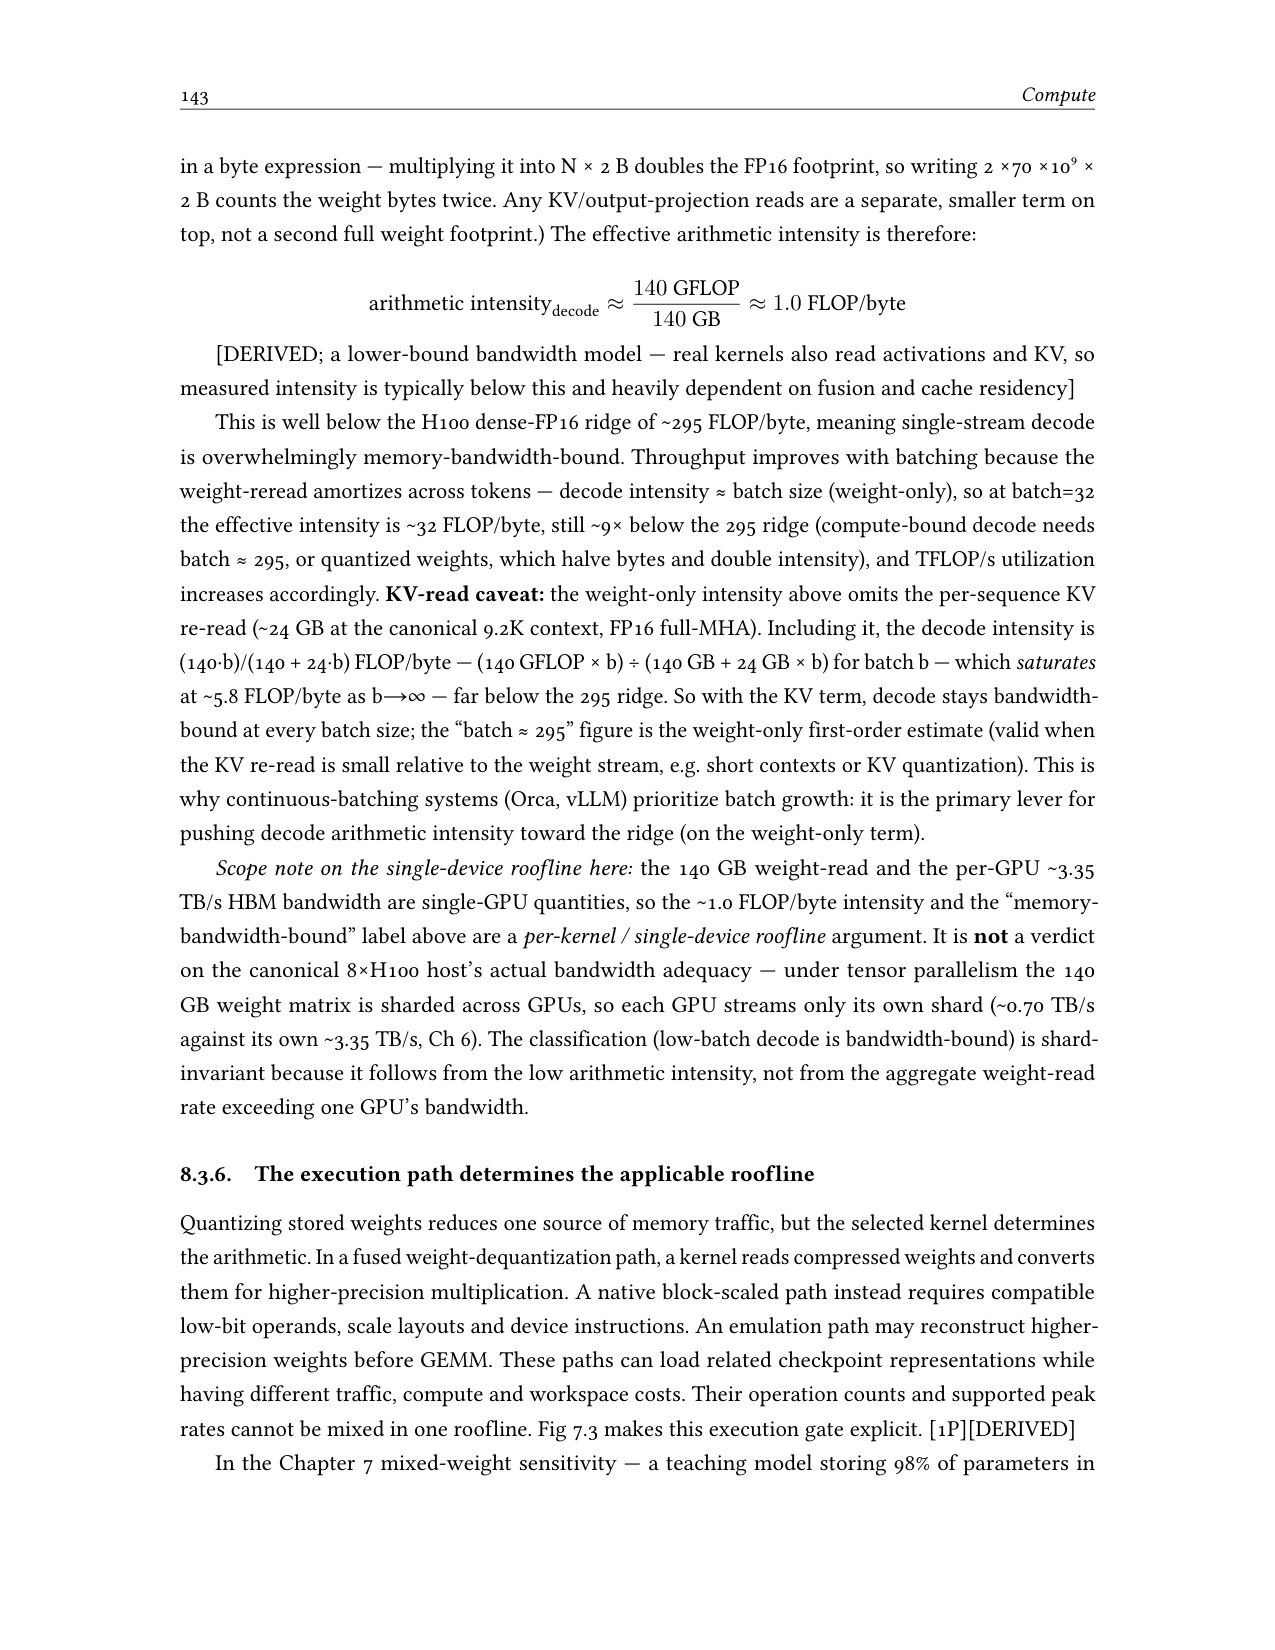 143 Compute
in a byte expression — multiplying it into N × 2 B doubles the FP16 footprint, so writing 2 ×70 ×10⁹ ×
2 B counts the weight bytes twice. Any KV/output-projection reads are a separate, smaller term on
top, not a second full weight footprint.) The effective arithmetic intensity is therefore:
arithmetic intensity_decode ≈ 140 GFLOP / 140 GB ≈ 1.0 FLOP/byte
[DERIVED; a lower-bound bandwidth model — real kernels also read activations and KV, so
measured intensity is typically below this and heavily dependent on fusion and cache residency]
This is well below the H100 dense-FP16 ridge of ~295 FLOP/byte, meaning single-stream decode
is overwhelmingly memory-bandwidth-bound. Throughput improves with batching because the
weight-reread amortizes across tokens — decode intensity ≈ batch size (weight-only), so at batch=32
the effective intensity is ~32 FLOP/byte, still ~9× below the 295 ridge (compute-bound decode needs
batch ≈ 295, or quantized weights, which halve bytes and double intensity), and TFLOP/s utilization
increases accordingly. KV-read caveat: the weight-only intensity above omits the per-sequence KV
re-read (~24 GB at the canonical 9.2K context, FP16 full-MHA). Including it, the decode intensity is
(140·b)/(140 + 24·b) FLOP/byte — (140 GFLOP × b) ÷ (140 GB + 24 GB × b) for batch b — which saturates
at ~5.8 FLOP/byte as b→∞ — far below the 295 ridge. So with the KV term, decode stays bandwidth-
bound at every batch size; the “batch ≈ 295” figure is the weight-only first-order estimate (valid when
the KV re-read is small relative to the weight stream, e.g. short contexts or KV quantization). This is
why continuous-batching systems (Orca, vLLM) prioritize batch growth: it is the primary lever for
pushing decode arithmetic intensity toward the ridge (on the weight-only term).
Scope note on the single-device roofline here: the 140 GB weight-read and the per-GPU ~3.35
TB/s HBM bandwidth are single-GPU quantities, so the ~1.0 FLOP/byte intensity and the “memory-
bandwidth-bound” label above are a per-kernel / single-device roofline argument. It is not a verdict
on the canonical 8×H100 host’s actual bandwidth adequacy — under tensor parallelism the 140
GB weight matrix is sharded across GPUs, so each GPU streams only its own shard (~0.70 TB/s
against its own ~3.35 TB/s, Ch 6). The classification (low-batch decode is bandwidth-bound) is shard-
invariant because it follows from the low arithmetic intensity, not from the aggregate weight-read
rate exceeding one GPU’s bandwidth.
8.3.6. The execution path determines the applicable roofline
Quantizing stored weights reduces one source of memory traffic, but the selected kernel determines
the arithmetic. In a fused weight-dequantization path, a kernel reads compressed weights and converts
them for higher-precision multiplication. A native block-scaled path instead requires compatible
low-bit operands, scale layouts and device instructions. An emulation path may reconstruct higher-
precision weights before GEMM. These paths can load related checkpoint representations while
having different traffic, compute and workspace costs. Their operation counts and supported peak
rates cannot be mixed in one roofline. Fig 7.3 makes this execution gate explicit. [1P][DERIVED]
In the Chapter 7 mixed-weight sensitivity — a teaching model storing 98% of parameters in